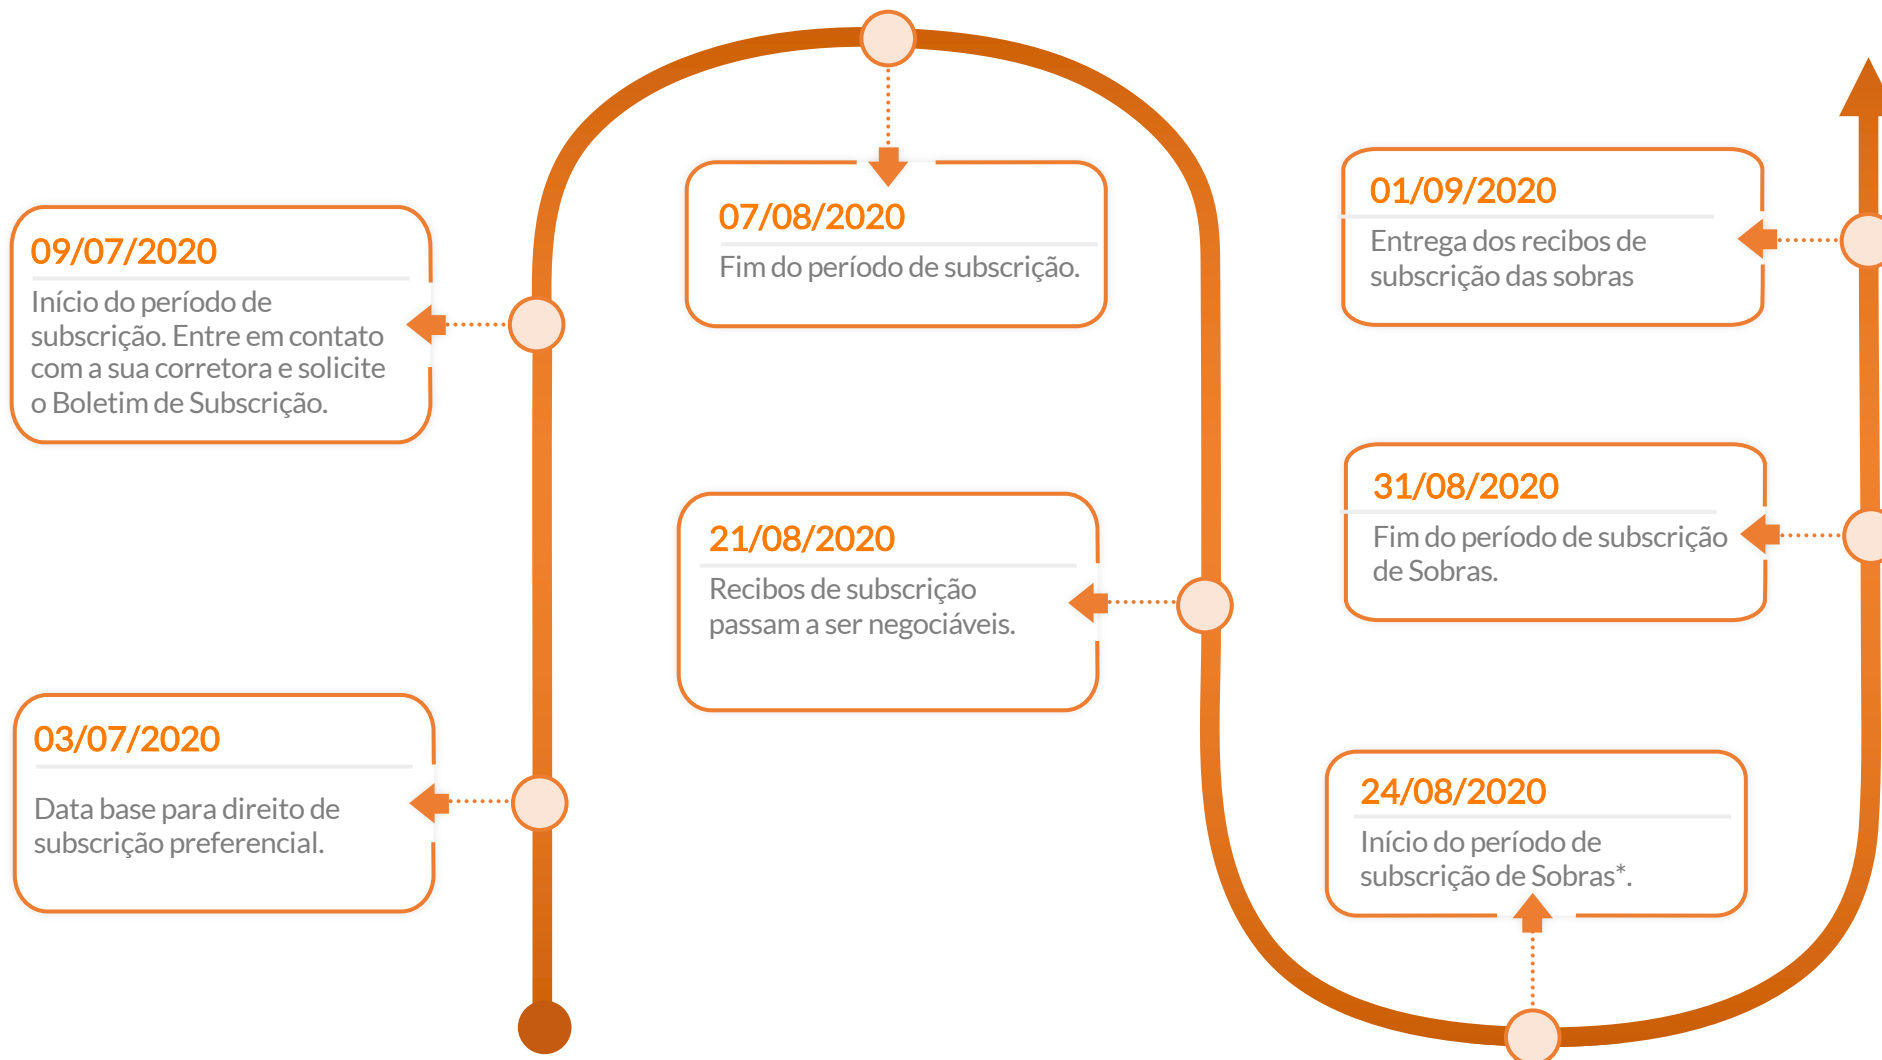 03/07/2020
Data base para direito de
subscrição preferencial.
09/07/2020
Início do período de
subscrição. Entre em contato
com a sua corretora e solicite
o Boletim de Subscrição.
07/08/2020
Fim do período de subscrição.
21/08/2020
Recibos de subscrição
passam a ser negociáveis.
24/08/2020
Início do período de
subscrição de Sobras*.
31/08/2020
Fim do período de subscrição
de Sobras.
01/09/2020
Entrega dos recibos de
subscrição das sobras